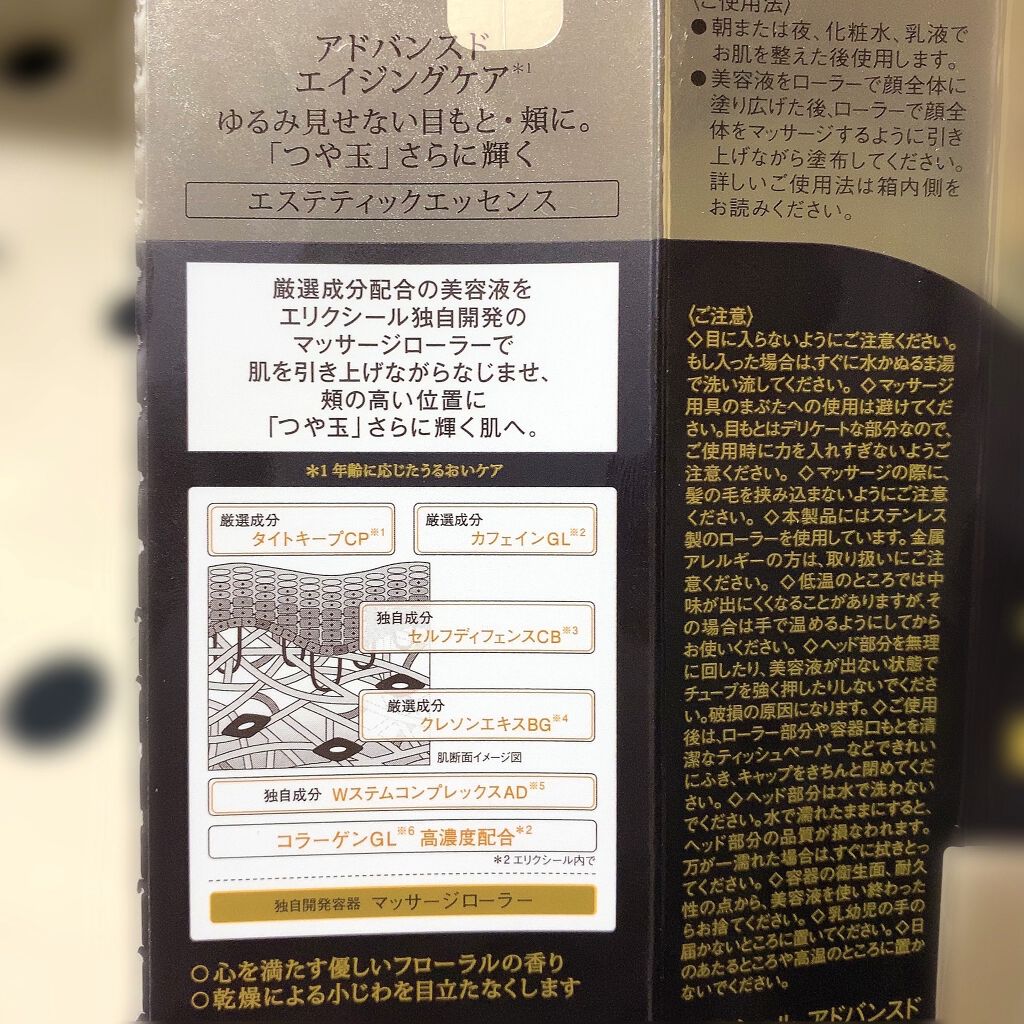 アドバンスド
エイジングケア*1
ゆるみ見せない目もと・頬に。
「つや玉」さらに輝く
エステティックエッセンス
厳選成分配合の美容液を
エリクシール独自開発の
マッサージローラーで
肌を引き上げながらなじませ、
頬の高い位置に
「つや玉」さらに輝く肌へ。
*1 年齢に応じたうるおいケア
厳選成分
タイトキープCP※1
厳選成分
カフェインGL※2
独自成分
セルフディフェンスCB※3
厳選成分
クレソンエキスBG※4
肌断面イメージ図
独自成分 WステムコンプレックスAD※5
コラーゲンGL※6 高濃度配合*2
*2 エリクシール内で
独自開発容器 マッサージローラー
○心を満たす優しいフローラルの香り
○乾燥による小じわを目立たなくします
〈ご使用法〉
●朝または夜、化粧水、乳液で
お肌を整えた後使用します。
●美容液をローラーで顔全体に
塗り広げた後、ローラーで顔全
体をマッサージするように引き
上げながら塗布してください。
詳しいご使用法は箱内側を
お読みください。
〈ご注意〉
◇目に入らないようにご注意ください。
もし入った場合は、すぐに水かぬるま湯
で洗い流してください。◇マッサージ
用具のまぶたへの使用は避けてくだ
さい。目もとはデリケートな部分なので、
ご使用時に力を入れすぎないようご
注意ください。◇マッサージの際に、
髪の毛を挟み込まないようにご注意
ください。◇本製品にはステンレス
製のローラーを使用しています。金属
アレルギーの方は、取り扱いにご注
意ください。◇低温のところでは中
味が出にくくなることがありますが、そ
の場合は手で温めるようにしてから
お使いください。◇ヘッド部分を無理
に回したり、美容液が出ない状態で
チューブを強く押したりしないでくださ
い。破損の原因になります。◇ご使用
後は、ローラー部分や容器口もとを清
潔なティッシュペーパーなどできれい
にふき、キャップをきちんと閉めてくだ
さい。◇ヘッド部分は水で洗わない
でください。水で濡れたままにすると、
ヘッド部分の品質が損なわれます。
万が一濡れた場合は、すぐに拭きとっ
てください。◇容器の衛生面、耐久
性の点から、美容液を使い終わった
らお捨てください。◇乳幼児の手の
届かないところに置いてください。◇日
のあたるところや高温のところに置か
ないでください。
アドバンスド